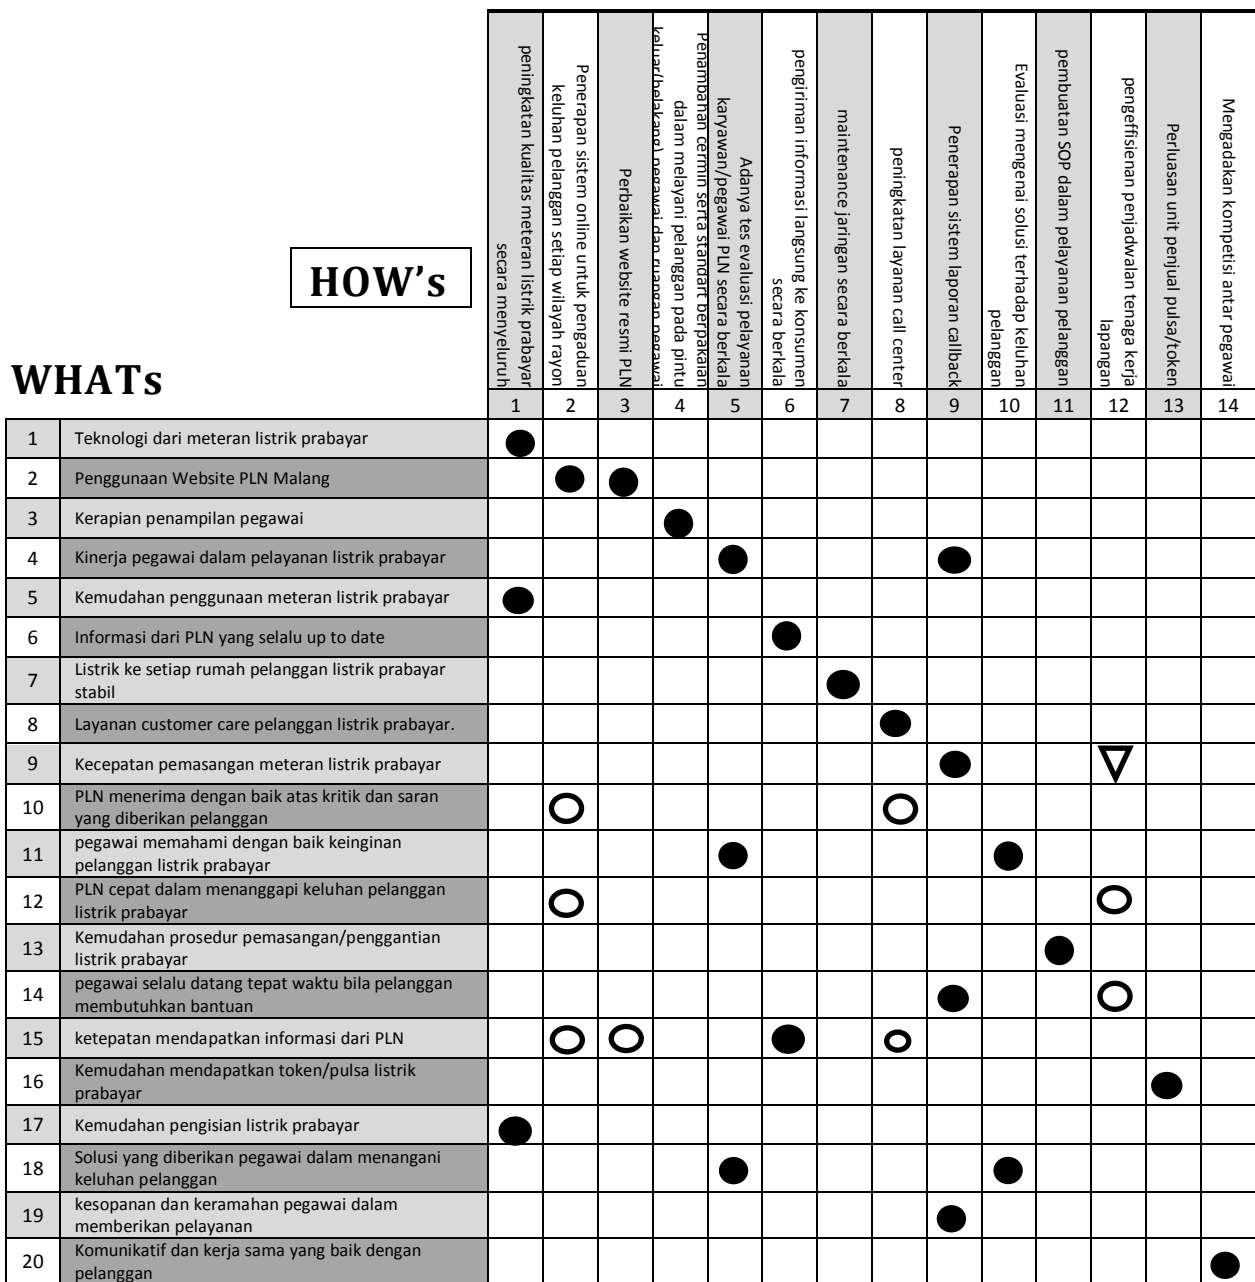 peningkatan kualitas meteran listrik prabayar
secara menyeluruh
Penerapan sistem online untuk pengaduan
keluhan pelanggan setiap wilayah rayon
Perbaikan website resmi PLN
Penambahan cermin serta standart berpakaian
dalam melayani pelanggan pada pintu
keluar(belakang) pegawai dan ruangan pegawai
Adanya tes evaluasi pelayanan
karyawan/pegawai PLN secara berkala
pengiriman informasi langsung ke konsumen
secara berkala
maintenance jaringan secara berkala
peningkatan layanan call center
Penerapan sistem laporan callback
Evaluasi mengenai solusi terhadap keluhan
pelanggan
pembuatan SOP dalam pelayanan pelanggan
pengeffisienan penjadwalan tenaga kerja
lapangan
Perluasan unit penjual pulsa/token
Mengadakan kompetisi antar pegawai
HOW's
WHATs
1 2 3 4 5 6 7 8 9 10 11 12 13 14
1 Teknologi dari meteran listrik prabayar
2 Penggunaan Website PLN Malang
3 Kerapian penampilan pegawai
4 Kinerja pegawai dalam pelayanan listrik prabayar
5 Kemudahan penggunaan meteran listrik prabayar
6 Informasi dari PLN yang selalu up to date
7 Listrik ke setiap rumah pelanggan listrik prabayar
stabil
8 Layanan customer care pelanggan listrik prabayar.
9 Kecepatan pemasangan meteran listrik prabayar
10 PLN menerima dengan baik atas kritik dan saran
yang diberikan pelanggan
11 pegawai memahami dengan baik keinginan
pelanggan listrik prabayar
12 PLN cepat dalam menanggapi keluhan pelanggan
listrik prabayar
13 Kemudahan prosedur pemasangan/penggantian
listrik prabayar
14 pegawai selalu datang tepat waktu bila pelanggan
membutuhkan bantuan
15 ketepatan mendapatkan informasi dari PLN
16 Kemudahan mendapatkan token/pulsa listrik
prabayar
17 Kemudahan pengisian listrik prabayar
18 Solusi yang diberikan pegawai dalam menangani
keluhan pelanggan
19 kesopanan dan keramahan pegawai dalam
memberikan pelayanan
20 Komunikatif dan kerja sama yang baik dengan
pelanggan